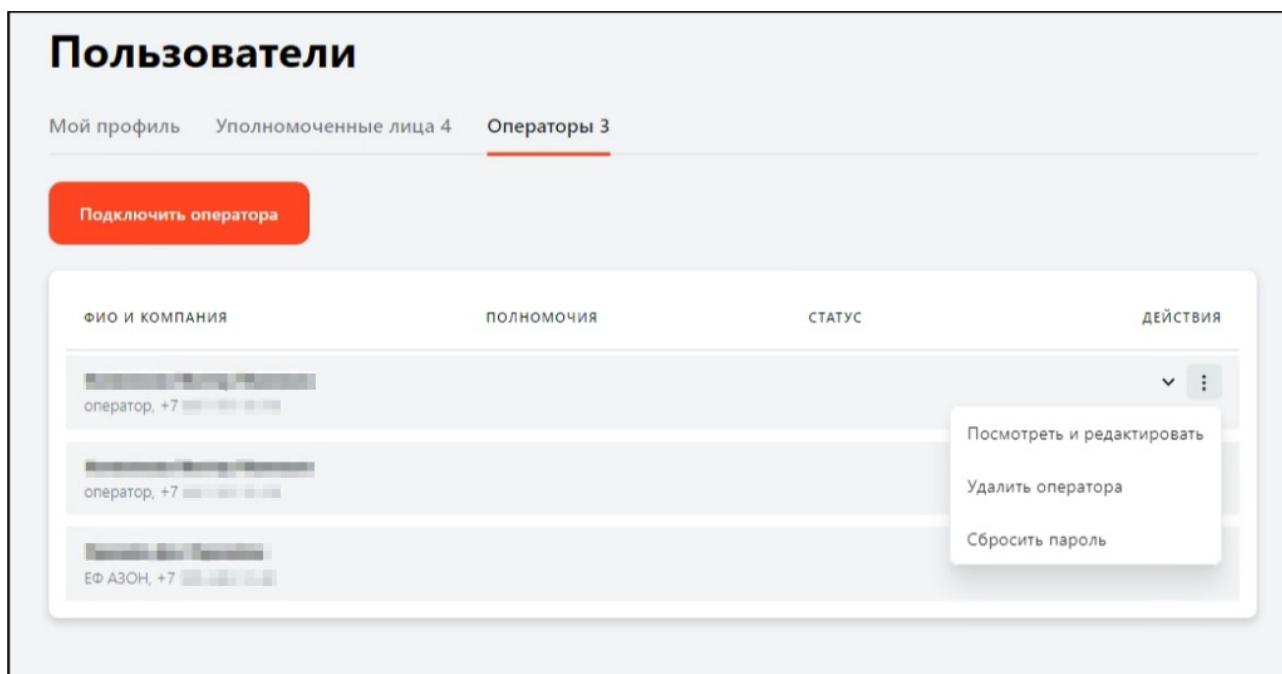 Пользователи
Мой профиль Уполномоченные лица 4 Операторы 3
Подключить оператора
ФИО И КОМПАНИЯ ПОЛНОМОЧИЯ СТАТУС ДЕЙСТВИЯ
оператор, +7
Посмотреть и редактировать
оператор, +7
Удалить оператора
Сбросить пароль
ЕФ АЗОН, +7